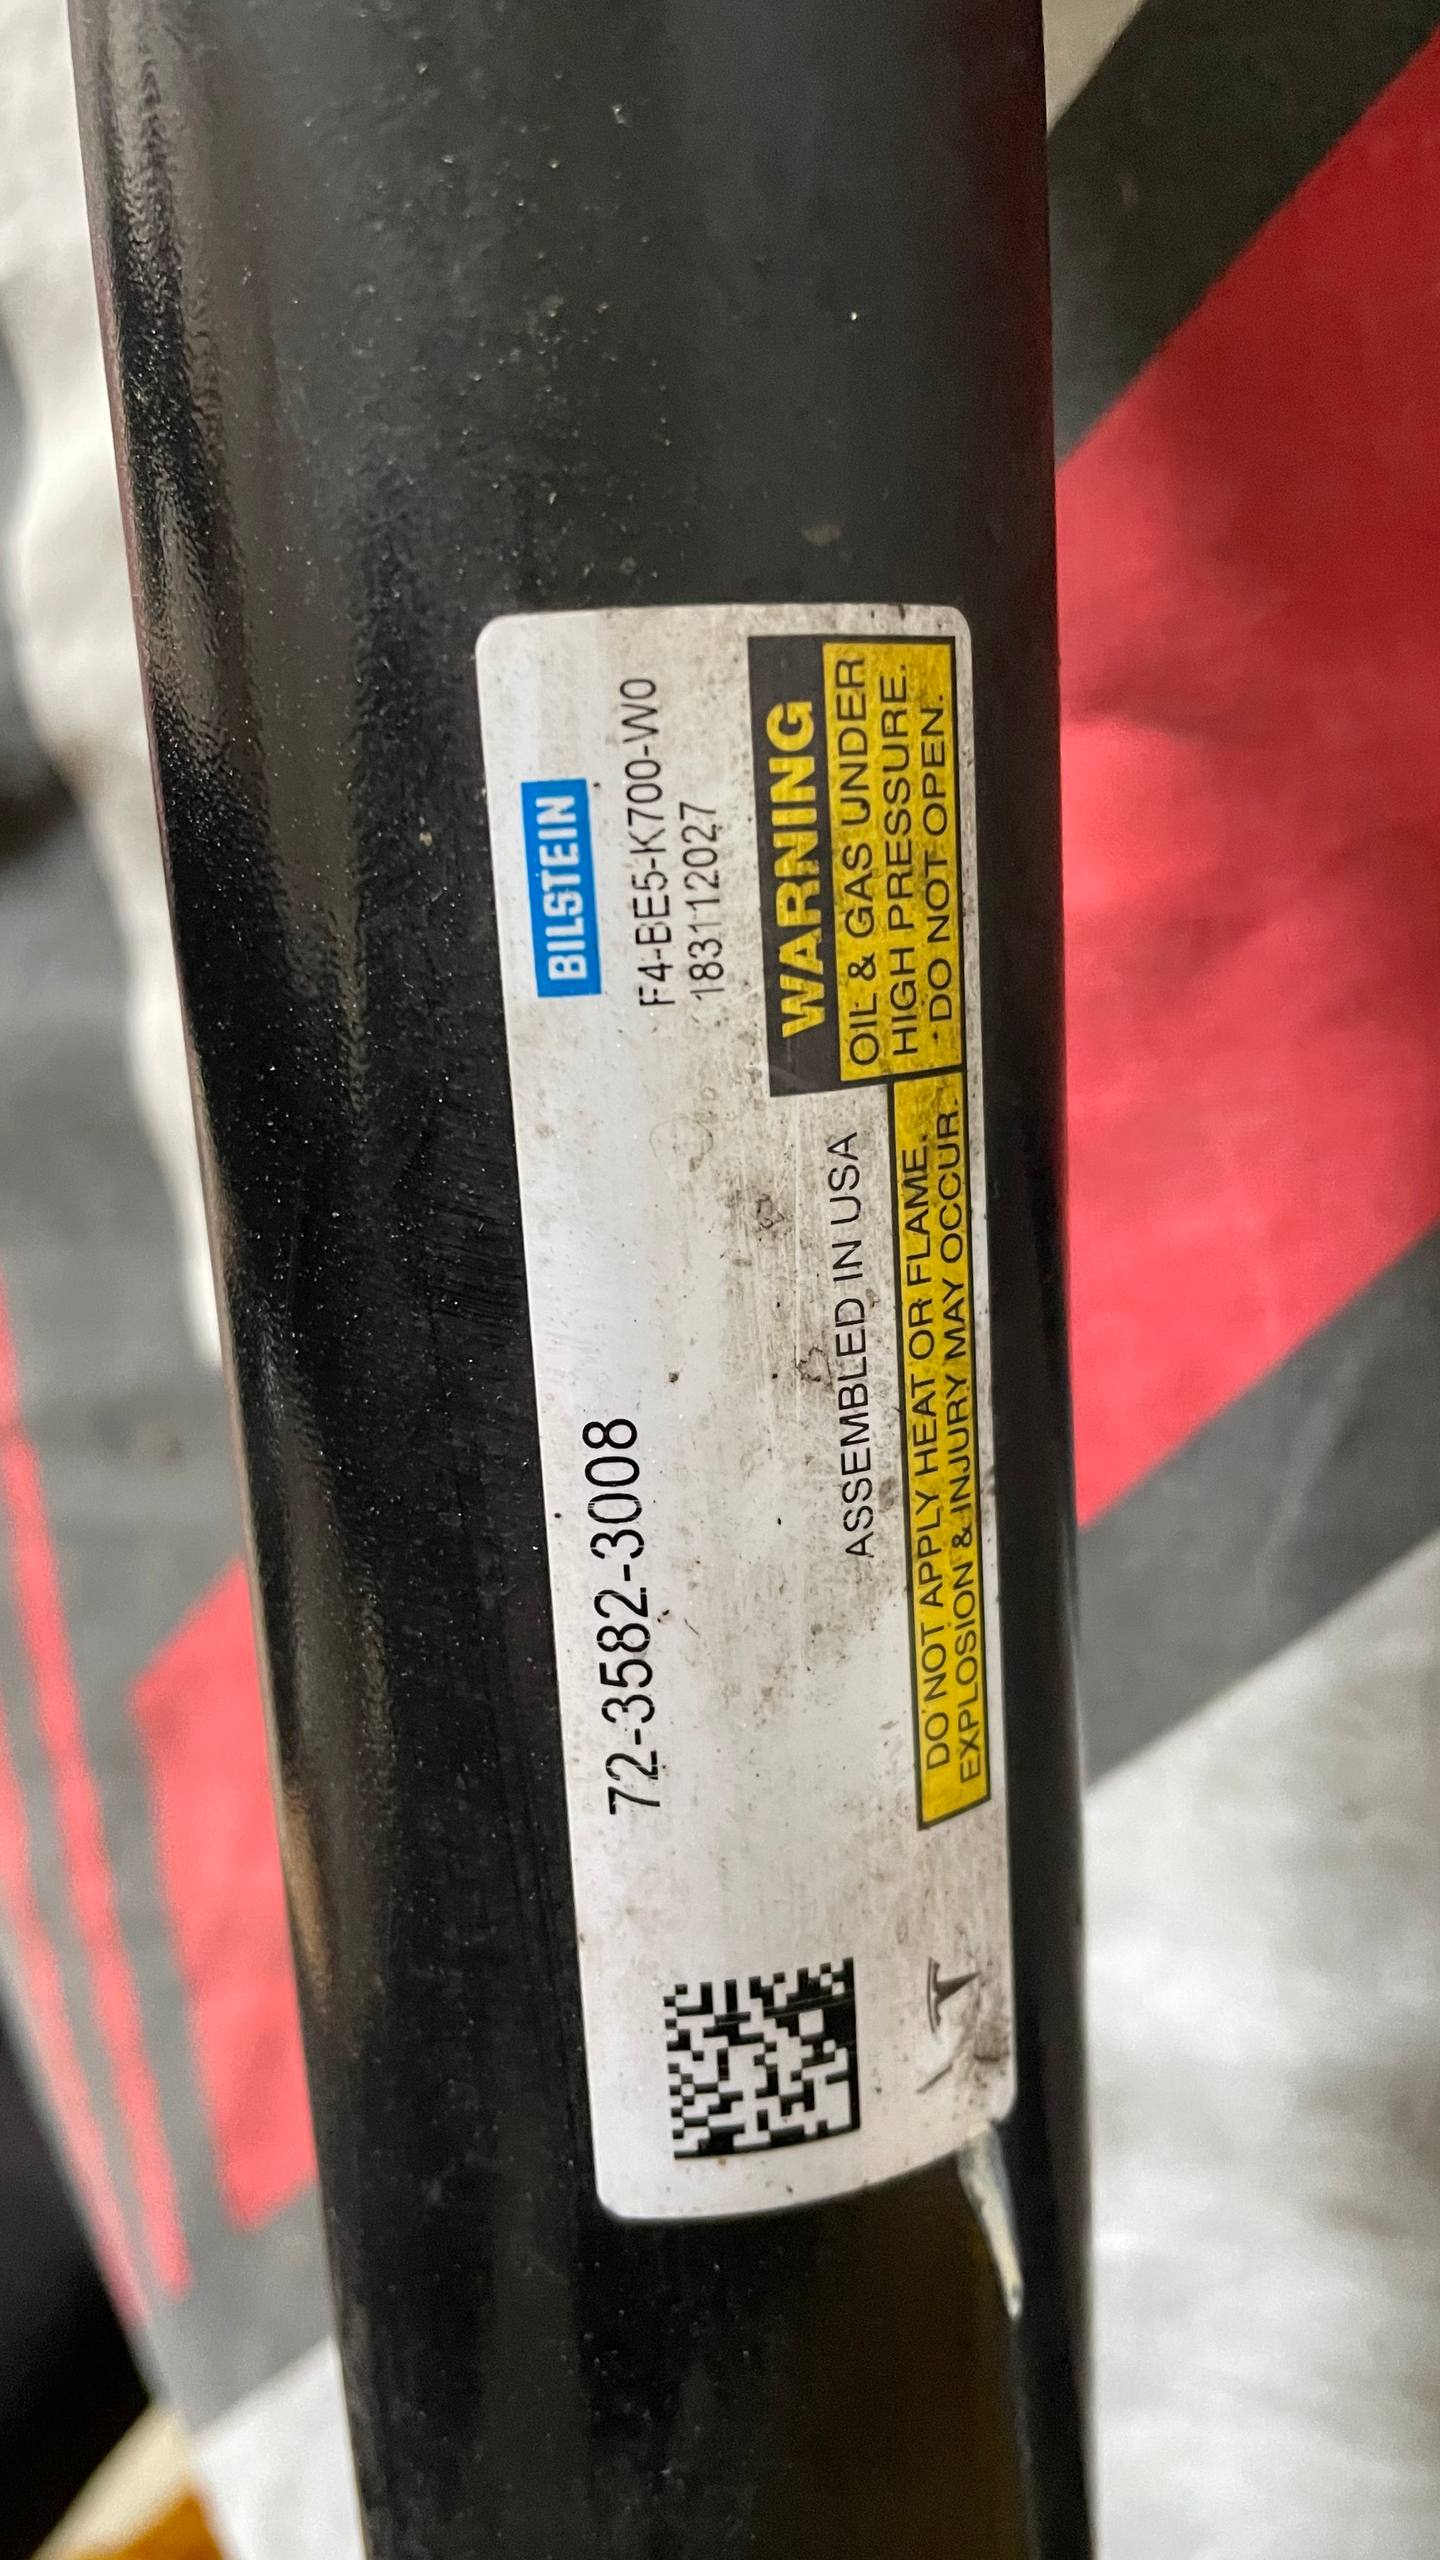 BILSTEIN
F4-BE5-K700-W0
183112027
72-3582-3008
WARNING
OIL & GAS UNDER
HIGH PRESSURE.
DO NOT OPEN.
ASSEMBLED IN USA
DO NOT APPLY HEAT OR FLAME.
EXPLOSION & INJURY MAY OCCUR.